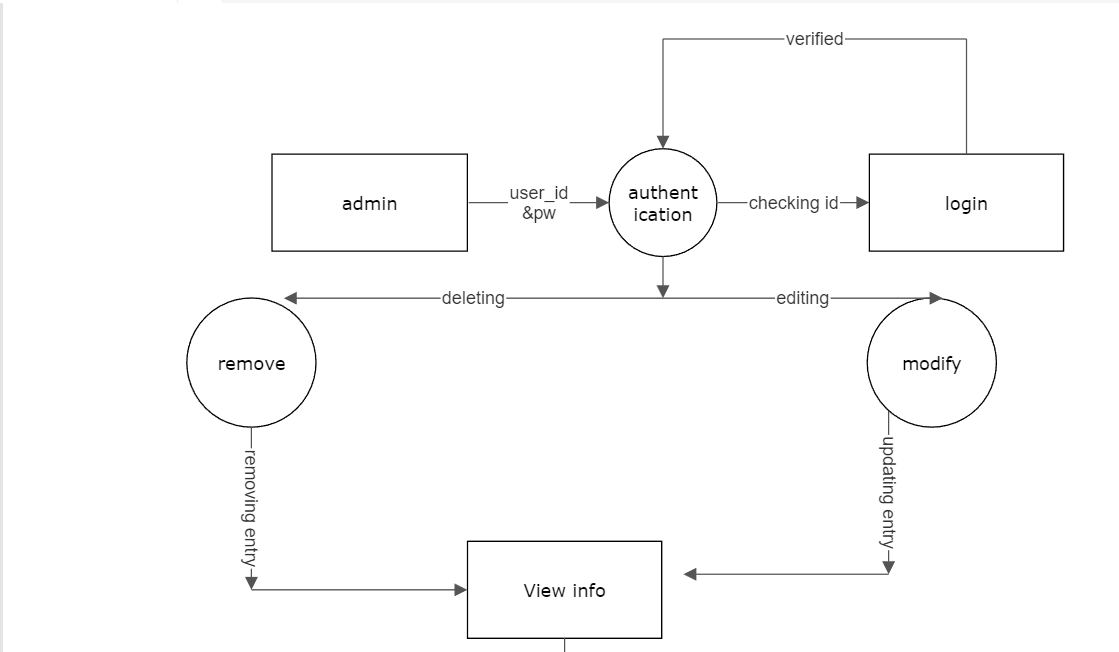 verified
admin
user_id
&pw
authent
ication
checking id
login
deleting
editing
remove
modify
removing entry
updating entry
View info